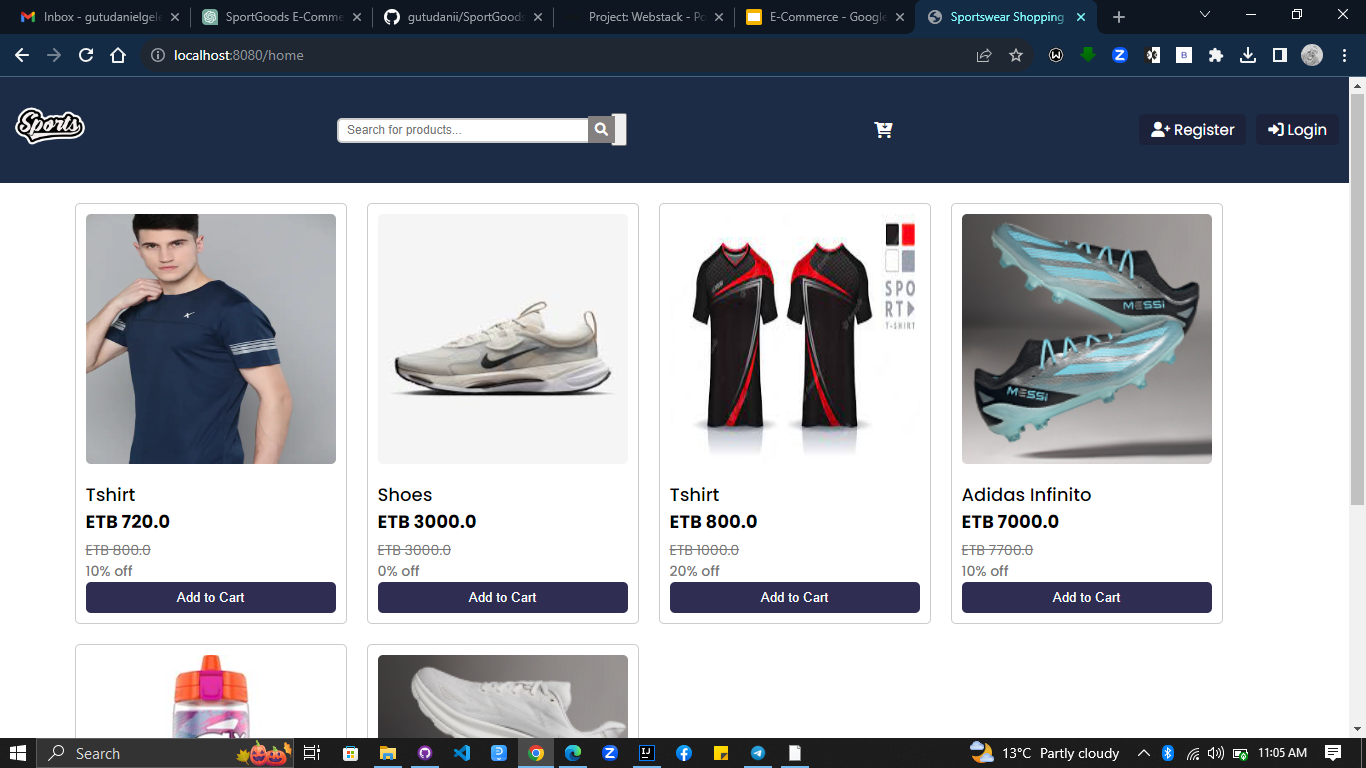 Inbox - gutudanielgele
SportGoods E-Comme
gutudanii/SportGoods
Project: Webstack - Po
E-Commerce - Google
Sportswear Shopping
localhost:8080/home
Sports
Search for products...
Register
Login
SPO
RT
T-SHIRT
MESSI
MESSI
Tshirt
ETB 720.0
ETB 800.0
10% off
Add to Cart
Shoes
ETB 3000.0
ETB 3000.0
0% off
Add to Cart
Tshirt
ETB 800.0
ETB 1000.0
20% off
Add to Cart
Adidas Infinito
ETB 7000.0
ETB 7700.0
10% off
Add to Cart
Search
13°C Partly cloudy
11:05 AM